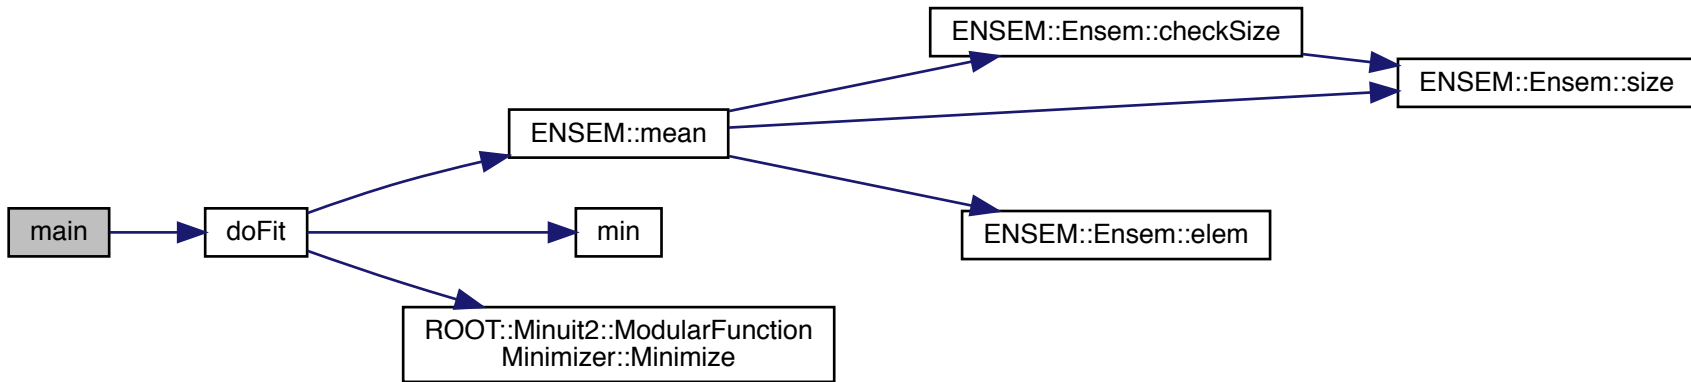 main
doFit
ENSEM::mean
min
ROOT::Minuit2::ModularFunction
Minimizer::Minimize
ENSEM::Ensem::checkSize
ENSEM::Ensem::size
ENSEM::Ensem::elem